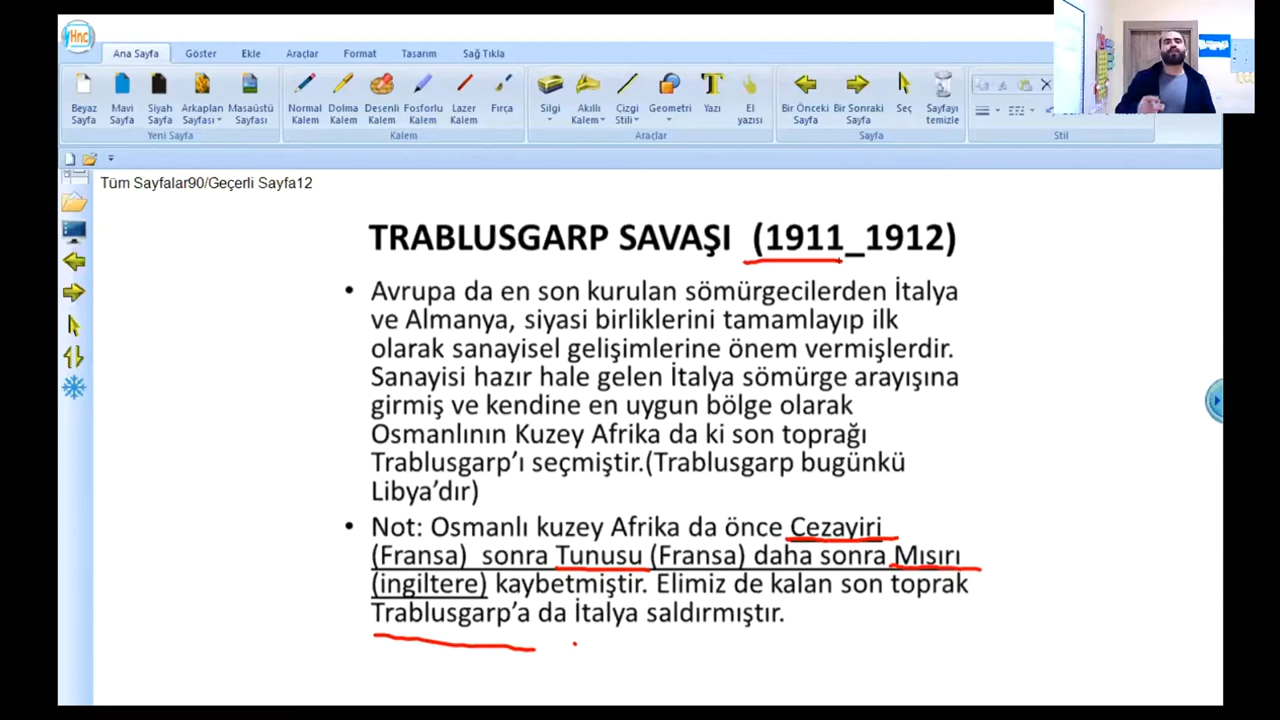 Hnc
Ana Sayfa Göster Ekle Araçlar Format Tasarım Sağ Tıkla
Beyaz Sayfa Mavi Sayfa Siyah Sayfa Arkaplan Sayfası Masaüstü Sayfası Normal Kalem Dolma Kalem Desenli Kalem Fosforlu Kalem Lazer Kalem Fırça Silgi Akıllı Kalem Çizgi Stili Geometri Yazı El yazısı Bir Önceki Sayfa Bir Sonraki Sayfa Seç Sayfayı temizle
Yeni Sayfa Kalem Araçlar Sayfa Stil
Tüm Sayfalar90/Geçerli Sayfa12
TRABLUSGARP SAVAŞI (1911_1912)
• Avrupa da en son kurulan sömürgecilerden İtalya
ve Almanya, siyasi birliklerini tamamlayıp ilk
olarak sanayisel gelişimlerine önem vermişlerdir.
Sanayisi hazır hale gelen İtalya sömürge arayışına
girmiş ve kendine en uygun bölge olarak
Osmanlının Kuzey Afrika da ki son toprağı
Trablusgarp’ı seçmiştir.(Trablusgarp bugünkü
Libya’dır)
• Not: Osmanlı kuzey Afrika da önce Cezayiri
(Fransa) sonra Tunusu (Fransa) daha sonra Mısırı
(ingiltere) kaybetmiştir. Elimiz de kalan son toprak
Trablusgarp’a da İtalya saldırmıştır.